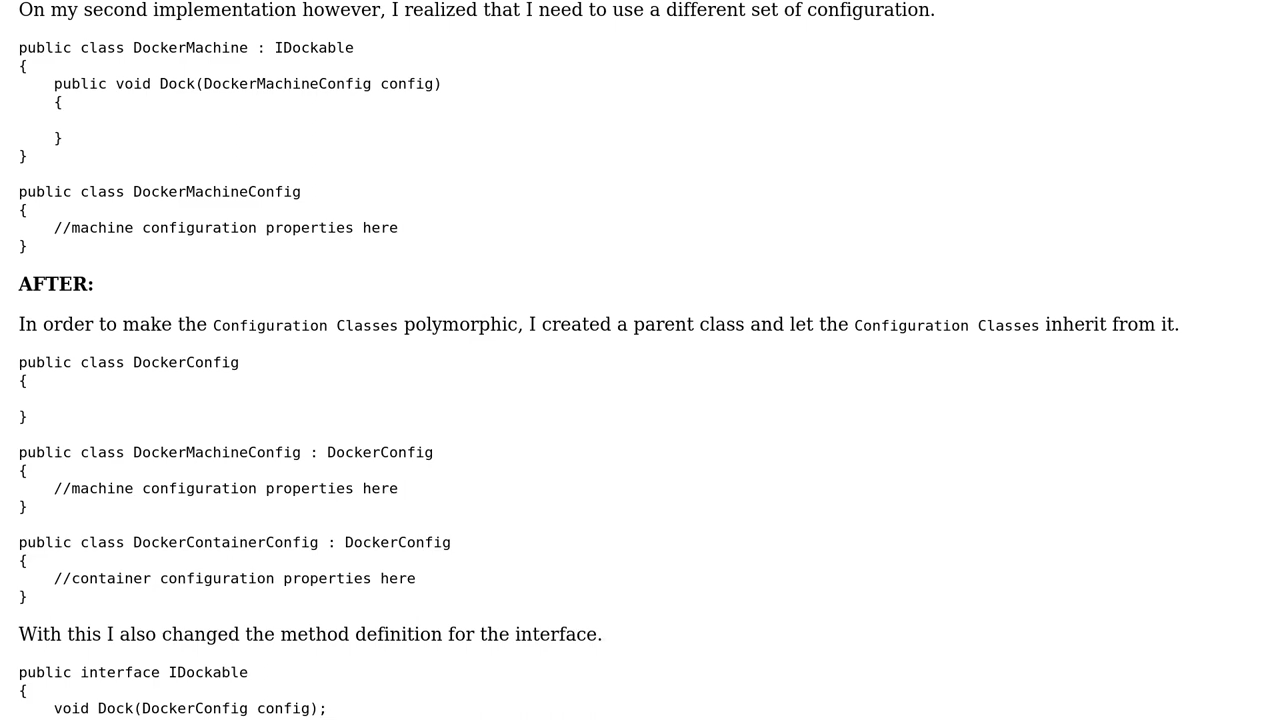 On my second implementation however, I realized that I need to use a different set of configuration.
public class DockerMachine : IDockable
{
    public void Dock(DockerMachineConfig config)
    {
    }
}
public class DockerMachineConfig
{
    //machine configuration properties here
}
AFTER:
In order to make the Configuration Classes polymorphic, I created a parent class and let the Configuration Classes inherit from it.
public class DockerConfig
{
}
public class DockerMachineConfig : DockerConfig
{
    //machine configuration properties here
}
public class DockerContainerConfig : DockerConfig
{
    //container configuration properties here
}
With this I also changed the method definition for the interface.
public interface IDockable
{
    void Dock(DockerConfig config);